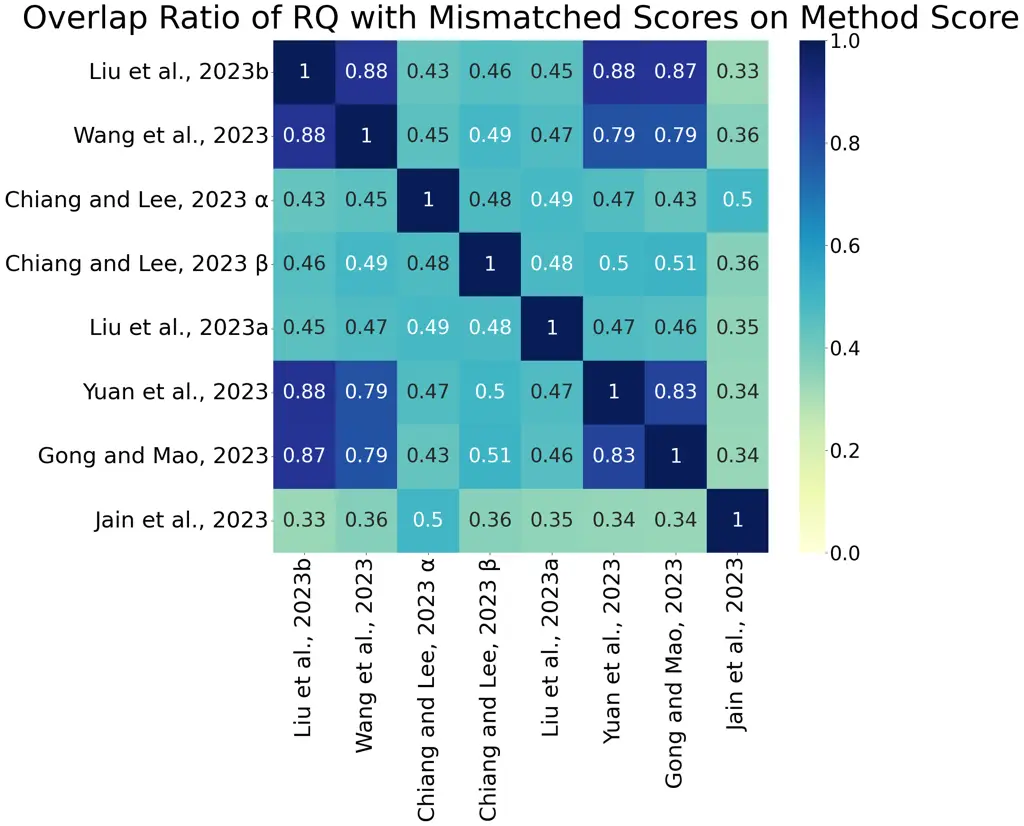 Overlap Ratio of RQ with Mismatched Scores on Method Score
Liu et al., 2023b 1 0.88 0.43 0.46 0.45 0.88 0.87 0.33
Wang et al., 2023 0.88 1 0.45 0.49 0.47 0.79 0.79 0.36
Chiang and Lee, 2023 α 0.43 0.45 1 0.48 0.49 0.47 0.43 0.5
Chiang and Lee, 2023 β 0.46 0.49 0.48 1 0.48 0.5 0.51 0.36
Liu et al., 2023a 0.45 0.47 0.49 0.48 1 0.47 0.46 0.35
Yuan et al., 2023 0.88 0.79 0.47 0.5 0.47 1 0.83 0.34
Gong and Mao, 2023 0.87 0.79 0.43 0.51 0.46 0.83 1 0.34
Jain et al., 2023 0.33 0.36 0.5 0.36 0.35 0.34 0.34 1
Liu et al., 2023b
Wang et al., 2023
Chiang and Lee, 2023 α
Chiang and Lee, 2023 β
Liu et al., 2023a
Yuan et al., 2023
Gong and Mao, 2023
Jain et al., 2023
1.0
0.8
0.6
0.4
0.2
0.0